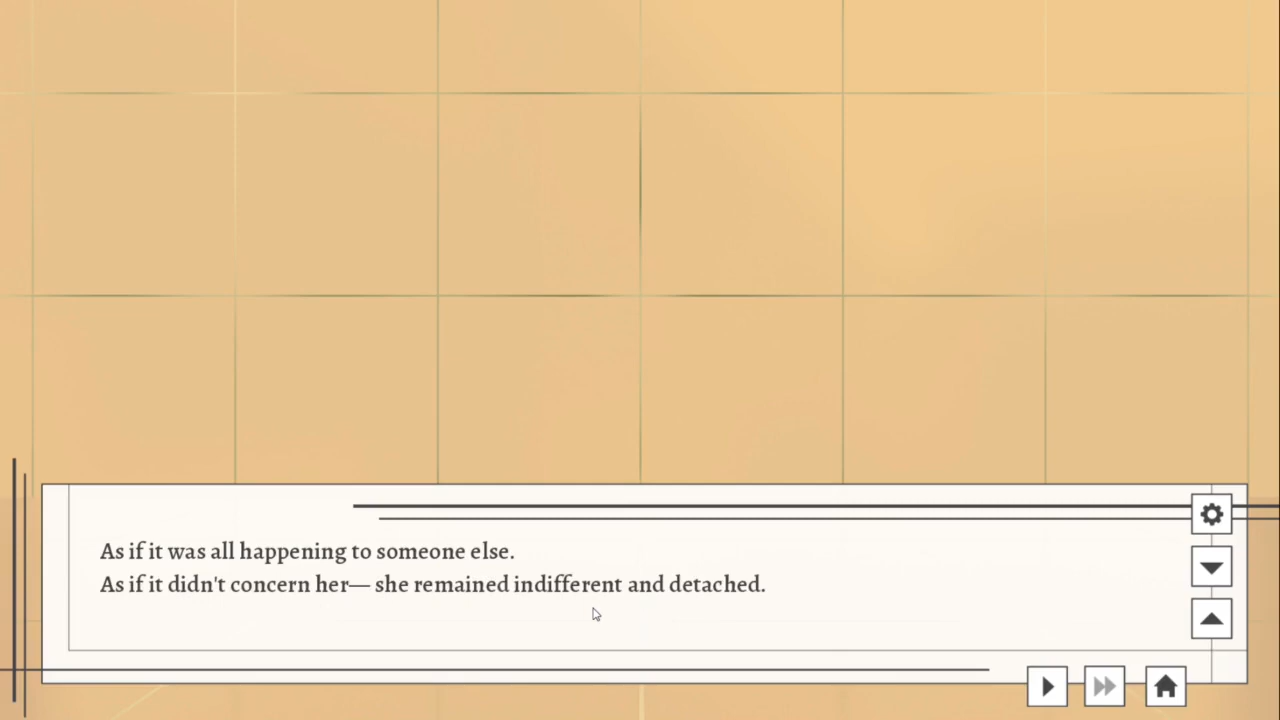 As if it was all happening to someone else.
As if it didn't concern her— she remained indifferent and detached.